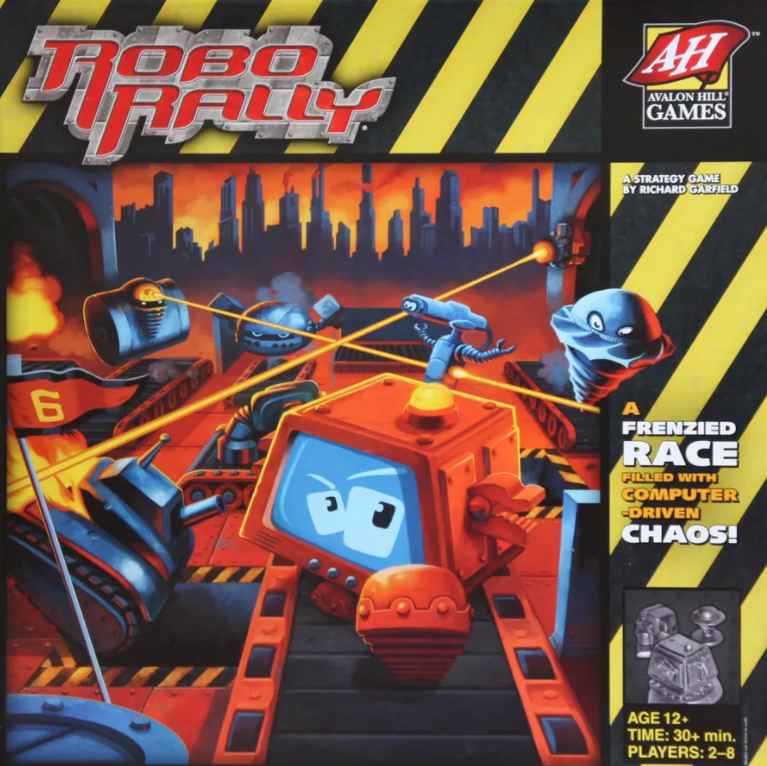 ROBO
RALLY
AH
AVALON HILL®
GAMES
™
A STRATEGY GAME
BY RICHARD GARFIELD
6
A
FRENZIED
RACE
FILLED WITH
COMPUTER
-DRIVEN
CHAOS!
AGE 12+
TIME: 30+ min.
PLAYERS: 2–8